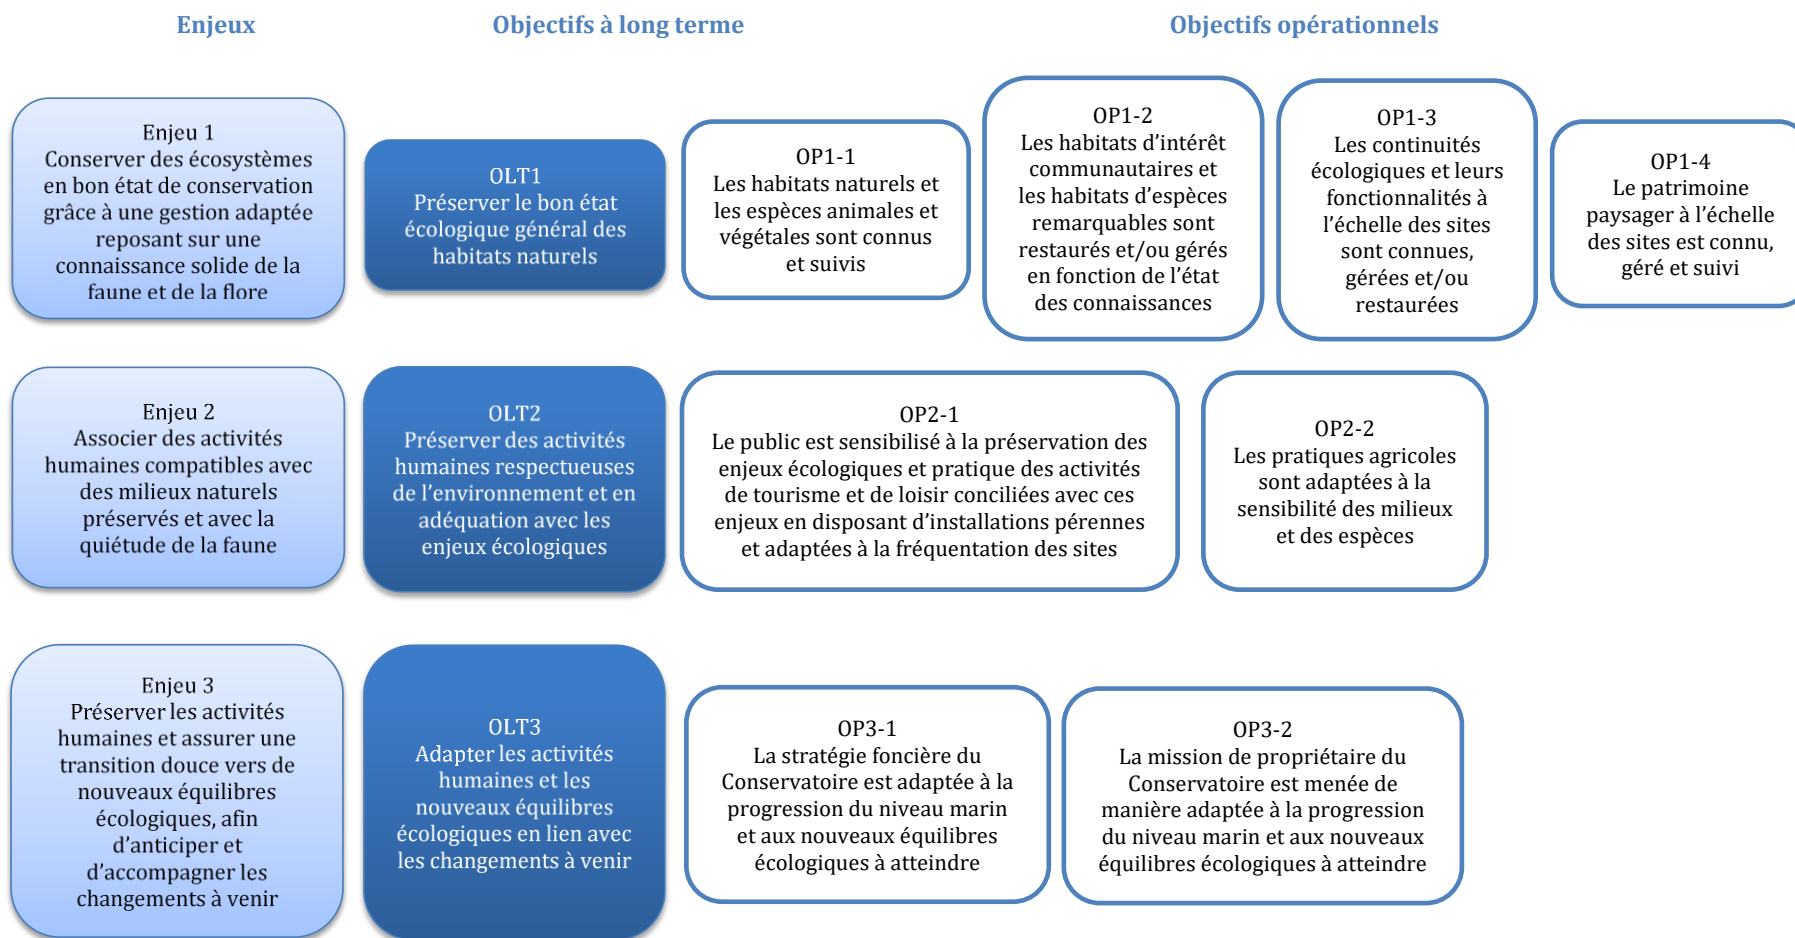 Enjeux
Objectifs à long terme
Objectifs opérationnels
Enjeu 1
Conserver des écosystèmes
en bon état de conservation
grâce à une gestion adaptée
reposant sur une
connaissance solide de la
faune et de la flore
OLT1
Préserver le bon état
écologique général des
habitats naturels
OP1-1
Les habitats naturels et
les espèces animales et
végétales sont connus
et suivis
OP1-2
Les habitats d’intérêt
communautaires et
les habitats d’espèces
remarquables sont
restaurés et/ou gérés
en fonction de l’état
des connaissances
OP1-3
Les continuités
écologiques et leurs
fonctionnalités à
l’échelle des sites
sont connues,
gérées et/ou
restaurées
OP1-4
Le patrimoine
paysager à l’échelle
des sites est connu,
géré et suivi
Enjeu 2
Associer des activités
humaines compatibles avec
des milieux naturels
préservés et avec la
quiétude de la faune
OLT2
Préserver des activités
humaines respectueuses
de l’environnement et en
adéquation avec les
enjeux écologiques
OP2-1
Le public est sensibilisé à la préservation des
enjeux écologiques et pratique des activités
de tourisme et de loisir conciliées avec ces
enjeux en disposant d’installations pérennes
et adaptées à la fréquentation des sites
OP2-2
Les pratiques agricoles
sont adaptées à la
sensibilité des milieux
et des espèces
Enjeu 3
Préserver les activités
humaines et assurer une
transition douce vers de
nouveaux équilibres
écologiques, afin
d’anticiper et
d’accompagner les
changements à venir
OLT3
Adapter les activités
humaines et les
nouveaux équilibres
écologiques en lien avec
les changements à venir
OP3-1
La stratégie foncière du
Conservatoire est adaptée à la
progression du niveau marin
et aux nouveaux équilibres
écologiques à atteindre
OP3-2
La mission de propriétaire du
Conservatoire est menée de
manière adaptée à la progression
du niveau marin et aux nouveaux
équilibres écologiques à atteindre